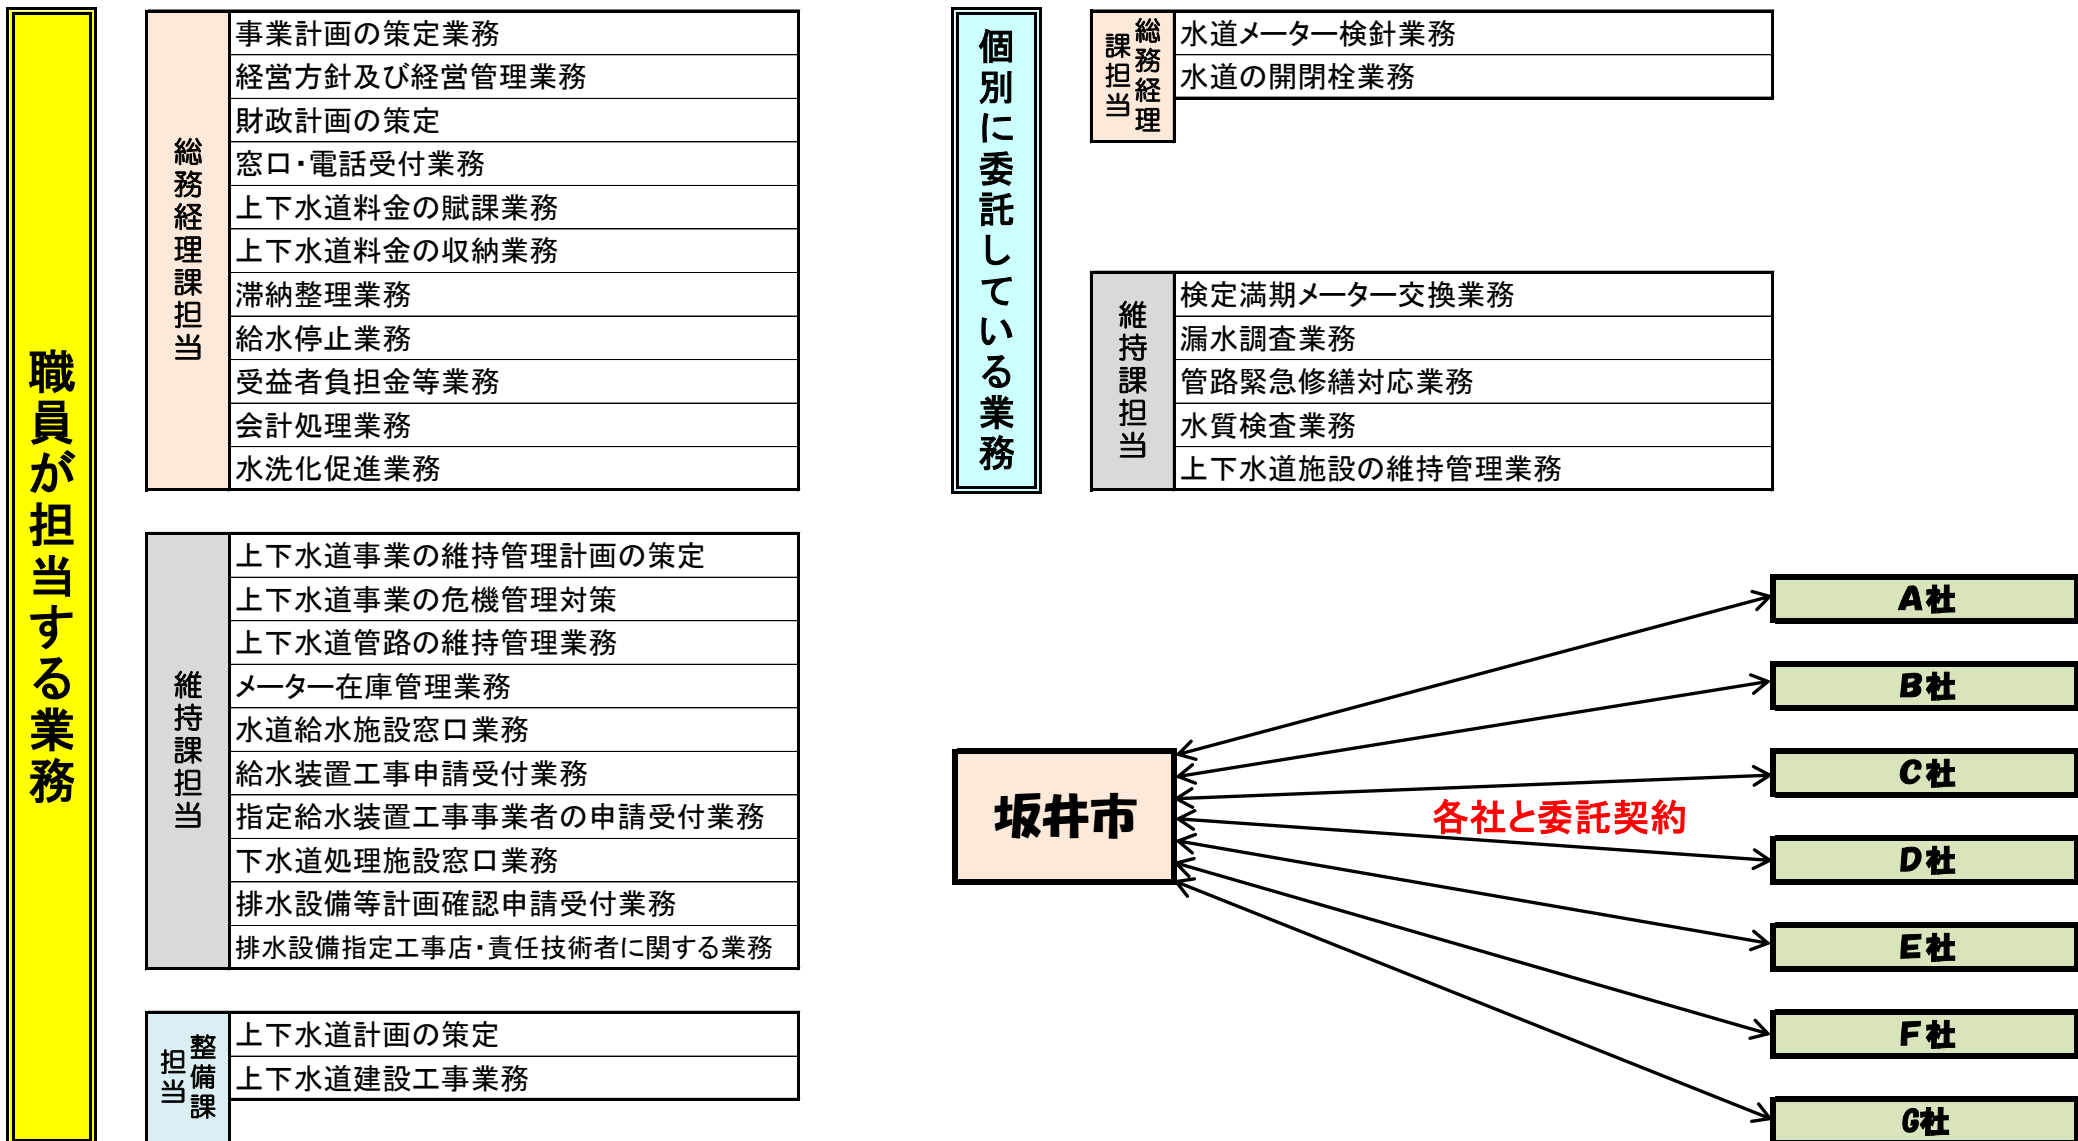 職員が担当する業務
総務経理課担当
事業計画の策定業務
経営方針及び経営管理業務
財政計画の策定
窓口・電話受付業務
上下水道料金の賦課業務
上下水道料金の収納業務
滞納整理業務
給水停止業務
受益者負担金等業務
会計処理業務
水洗化促進業務
維持課担当
上下水道事業の維持管理計画の策定
上下水道事業の危機管理対策
上下水道管路の維持管理業務
メーター在庫管理業務
水道給水施設窓口業務
給水装置工事申請受付業務
指定給水装置工事事業者の申請受付業務
下水道処理施設窓口業務
排水設備等計画確認申請受付業務
排水設備指定工事店・責任技術者に関する業務
整備課
担当
上下水道計画の策定
上下水道建設工事業務
個別に委託している業務
総務経理
課担当
水道メーター検針業務
水道の開閉栓業務
維持課担当
検定満期メーター交換業務
漏水調査業務
管路緊急修繕対応業務
水質検査業務
上下水道施設の維持管理業務
坂井市
各社と委託契約
A社
B社
C社
D社
E社
F社
G社